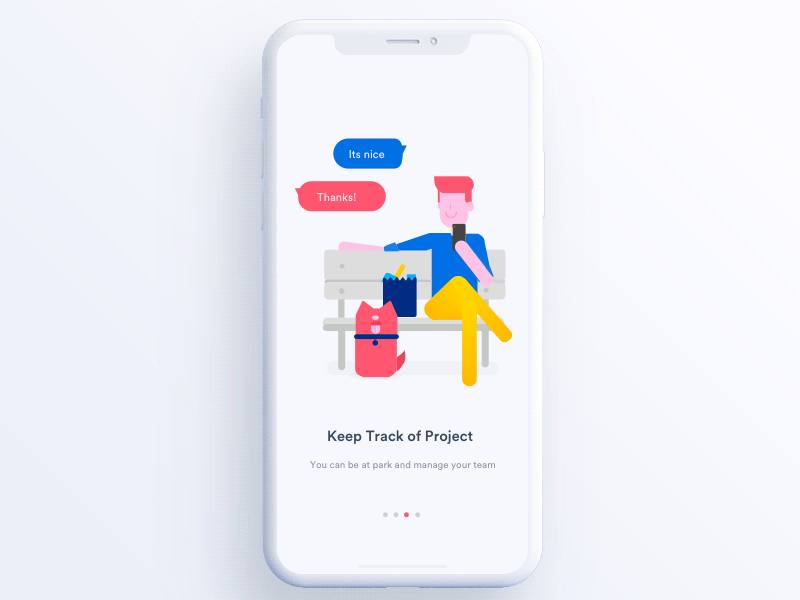 Its nice
Thanks!
Keep Track of Project
You can be at park and manage your team